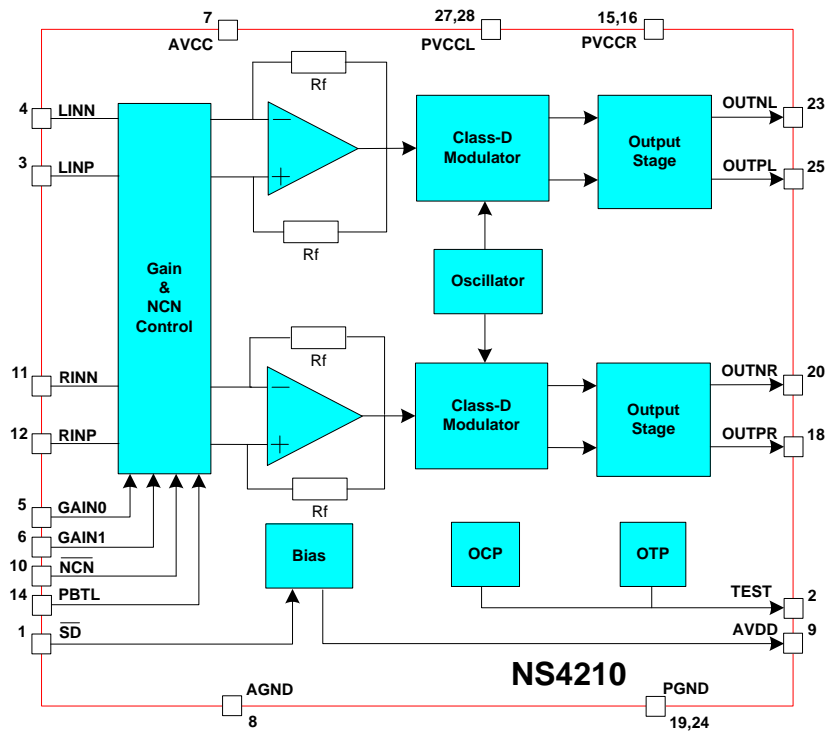 7
AVCC
27,28
PVCCL
15,16
PVCCR
Rf
4
LINN
3
LINP
Class-D
Modulator
Output
Stage
OUTNL
23
OUTPL
25
Rf
Gain
&
NCN
Control
Oscillator
11
RINN
12
RINP
Rf
Class-D
Modulator
Output
Stage
OUTNR
20
OUTPR
18
Rf
5
GAIN0
6
GAIN1
10
NCN
14
PBTL
1
SD
Bias
OCP
OTP
TEST
2
AVDD
9
NS4210
AGND
8
PGND
19,24